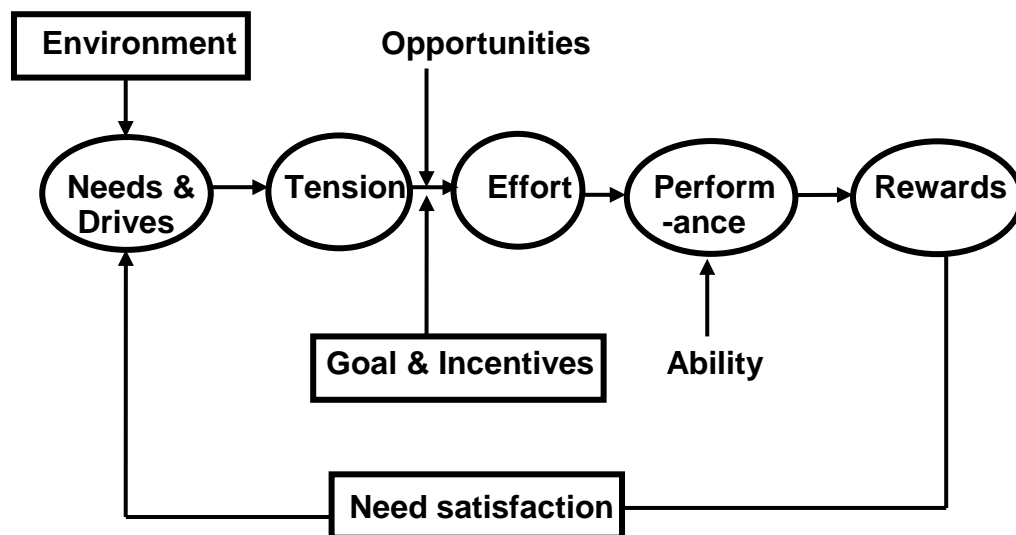 Environment
Opportunities
Needs &
Drives
Tension
Effort
Perform
-ance
Rewards
Goal & Incentives
Ability
Need satisfaction